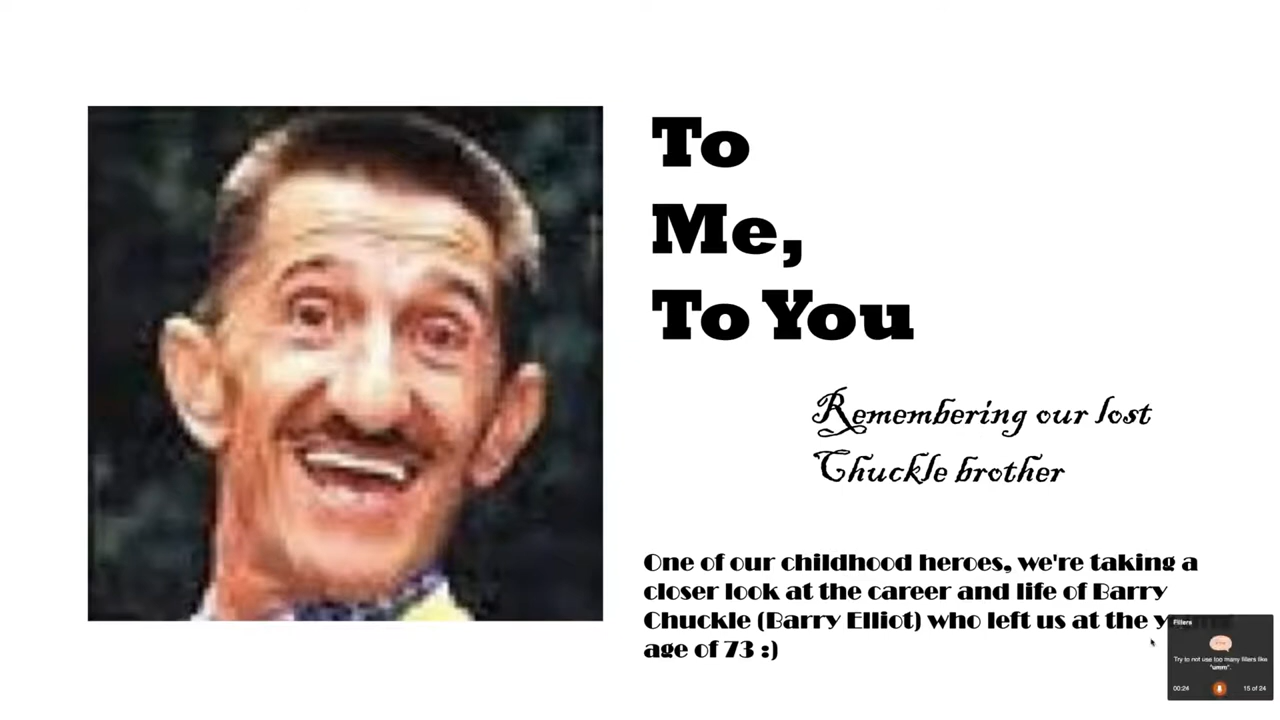 To
Me,
To You
Remembering our lost
Chuckle brother
One of our childhood heroes, we're taking a
closer look at the career and life of Barry
Chuckle (Barry Elliot) who left us at the
age of 73 :)
Fillers
Try to not use too many fillers like
"umm".
00:24
15 of 24